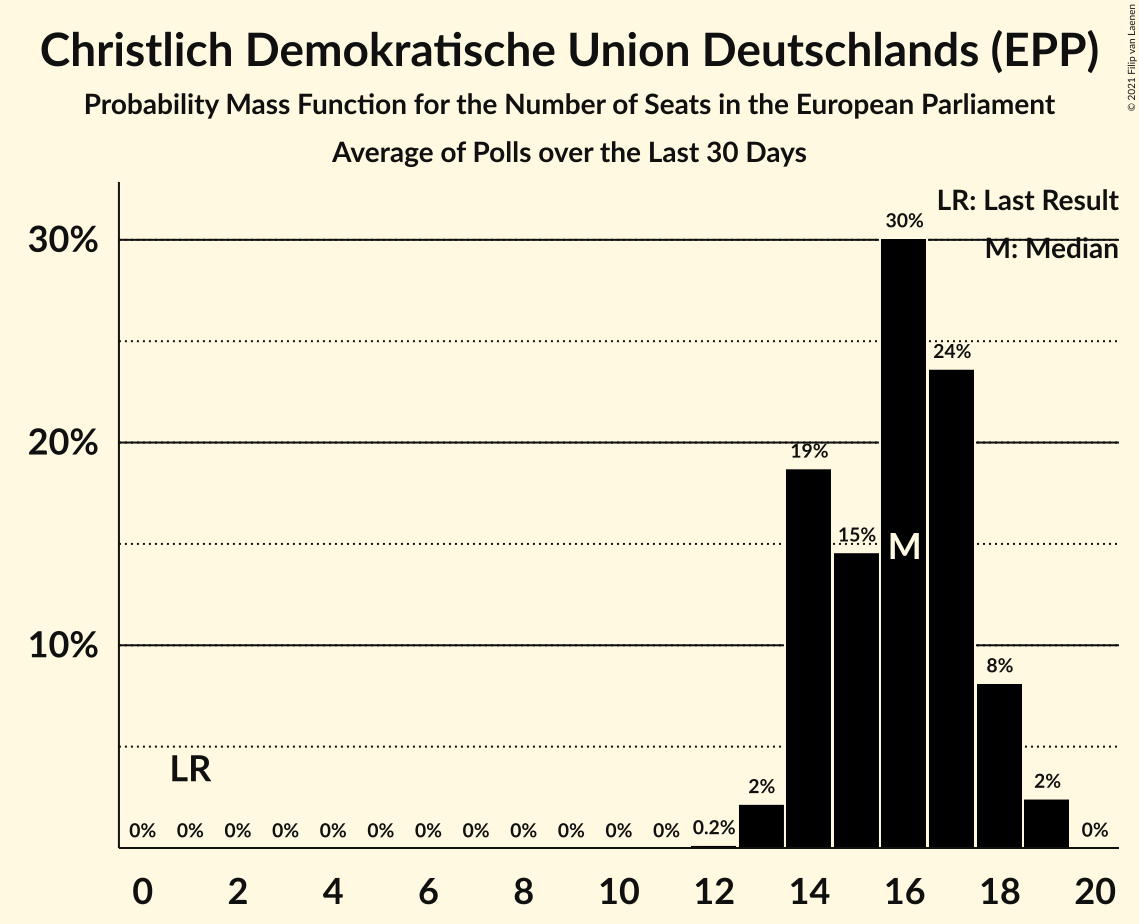 Christlich Demokratische Union Deutschlands (EPP)
Probability Mass Function for the Number of Seats in the European Parliament
Average of Polls over the Last 30 Days
© 2021 Filip van Laenen
LR: Last Result
M: Median
30%
20%
10%
30%
24%
19%
15%
M
8%
LR
2%
2%
0% 0% 0% 0% 0% 0% 0% 0% 0% 0% 0% 0% 0.2% 0%
0 2 4 6 8 10 12 14 16 18 20